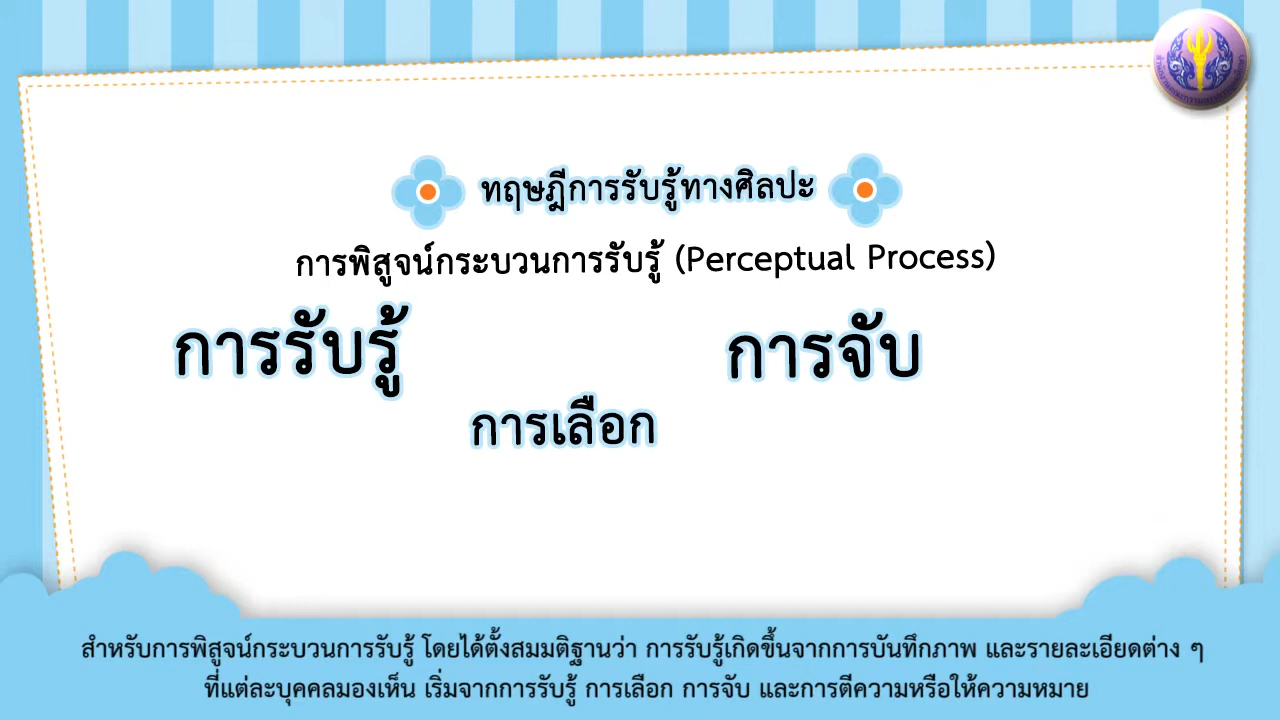 ทฤษฎีการรับรู้ทางศิลปะ
การพิสูจน์กระบวนการรับรู้ (Perceptual Process)
การรับรู้
การจับ
การเลือก
สำหรับการพิสูจน์กระบวนการรับรู้ โดยได้ตั้งสมมติฐานว่า การรับรู้เกิดขึ้นจากการบันทึกภาพ และรายละเอียดต่าง ๆ
ที่แต่ละบุคคลมองเห็น เริ่มจากการรับรู้ การเลือก การจับ และการตีความหรือให้ความหมาย